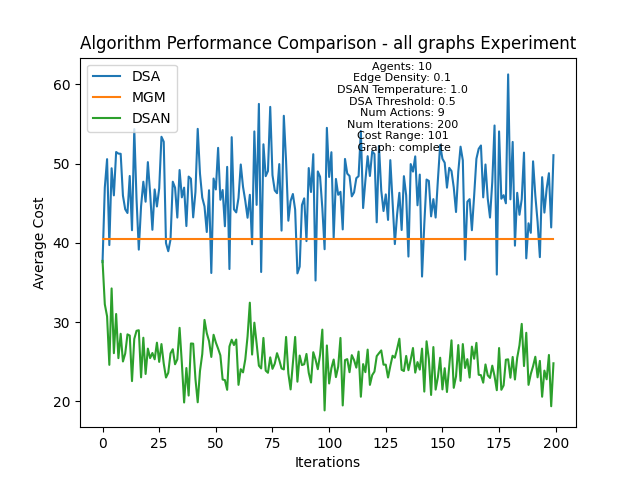 Algorithm Performance Comparison - all graphs Experiment
DSA
MGM
DSAN
Agents: 10
Edge Density: 0.1
DSAN Temperature: 1.0
DSA Threshold: 0.5
Num Actions: 9
Num Iterations: 200
Cost Range: 101
Graph: complete
Average Cost
60
50
40
30
20
0 25 50 75 100 125 150 175 200
Iterations